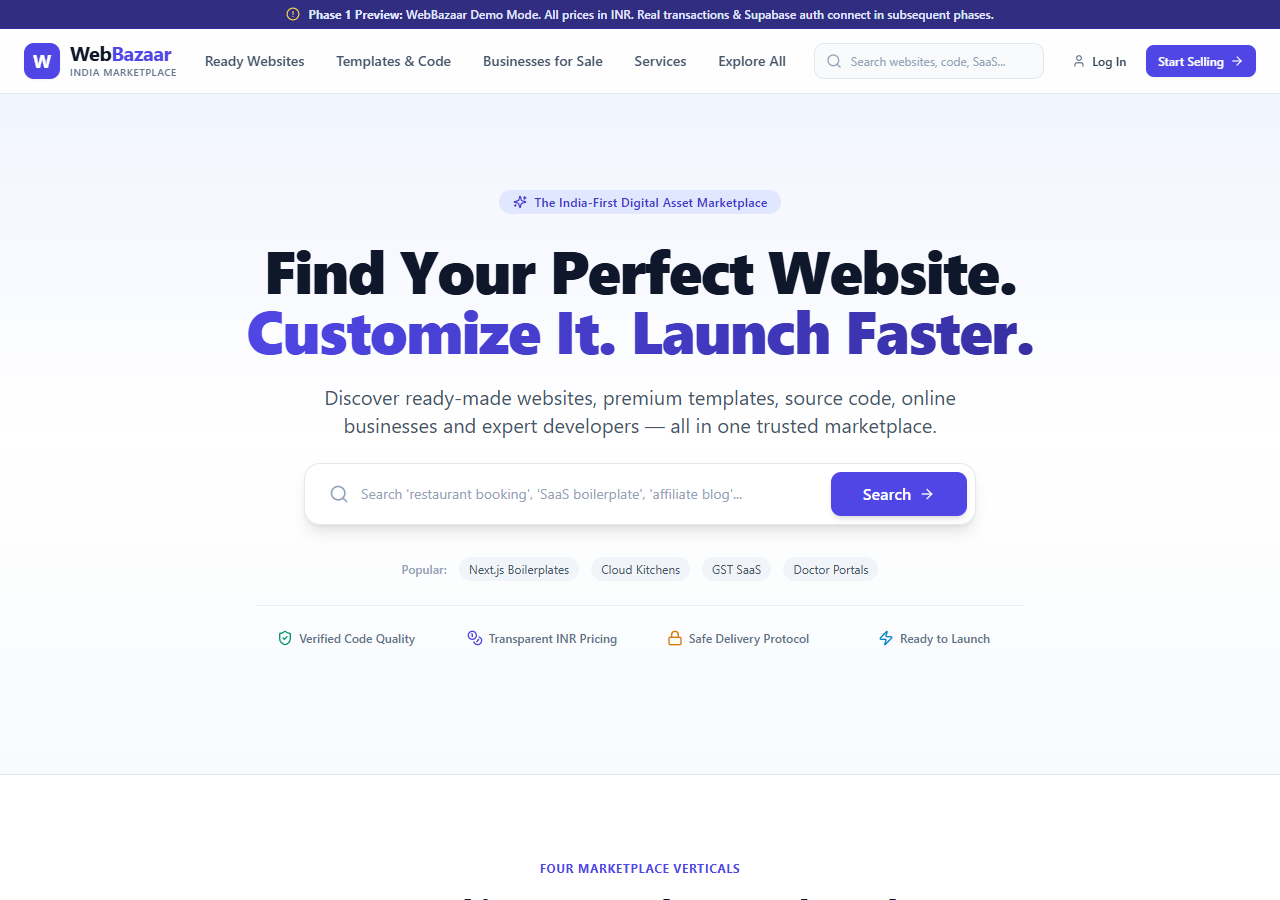 Phase 1 Preview: WebBazaar Demo Mode. All prices in INR. Real transactions & Supabase auth connect in subsequent phases.
W
WebBazaar
INDIA MARKETPLACE
Ready Websites
Templates & Code
Businesses for Sale
Services
Explore All
Search websites, code, SaaS...
Log In
Start Selling
The India-First Digital Asset Marketplace
Find Your Perfect Website.
Customize It. Launch Faster.
Discover ready-made websites, premium templates, source code, online
businesses and expert developers — all in one trusted marketplace.
Search 'restaurant booking', 'SaaS boilerplate', 'affiliate blog'...
Search
Popular:
Next.js Boilerplates
Cloud Kitchens
GST SaaS
Doctor Portals
Verified Code Quality
Transparent INR Pricing
Safe Delivery Protocol
Ready to Launch
FOUR MARKETPLACE VERTICALS